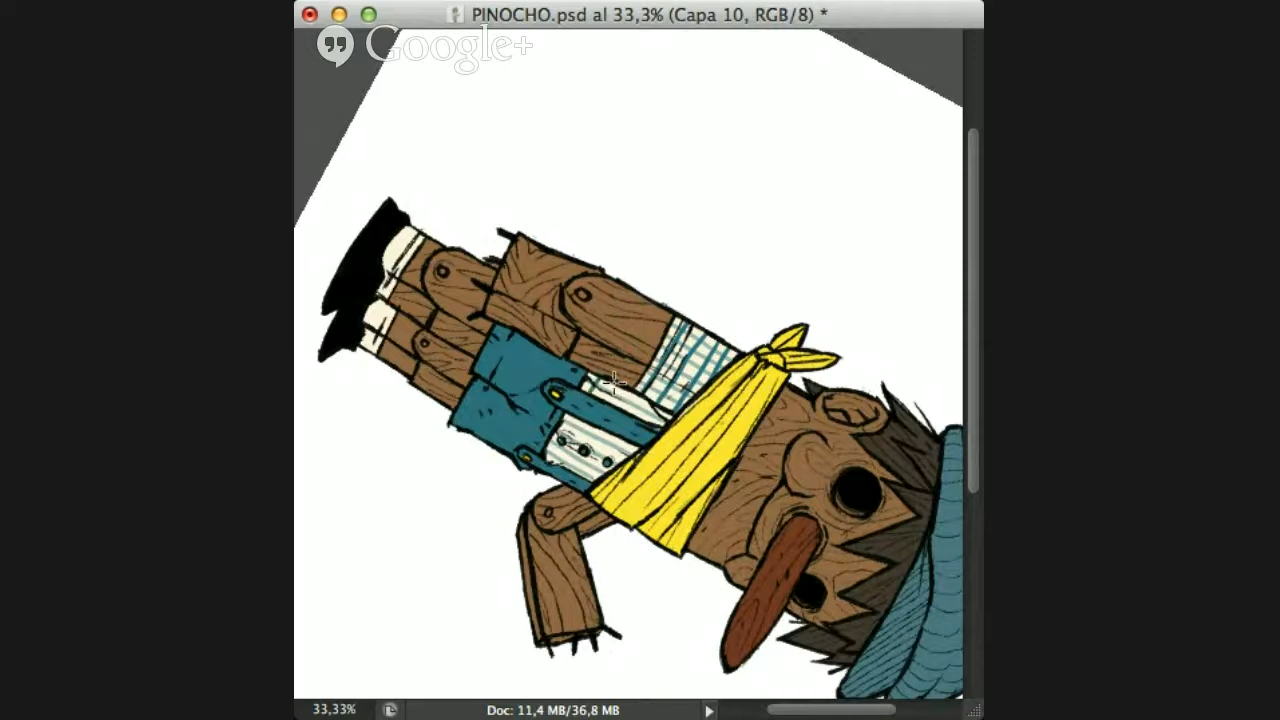 PINOCHO.psd al 33,3% (Capa 10, RGB/8) *
Google+
33,33%
Doc: 11,4 MB/36,8 MB